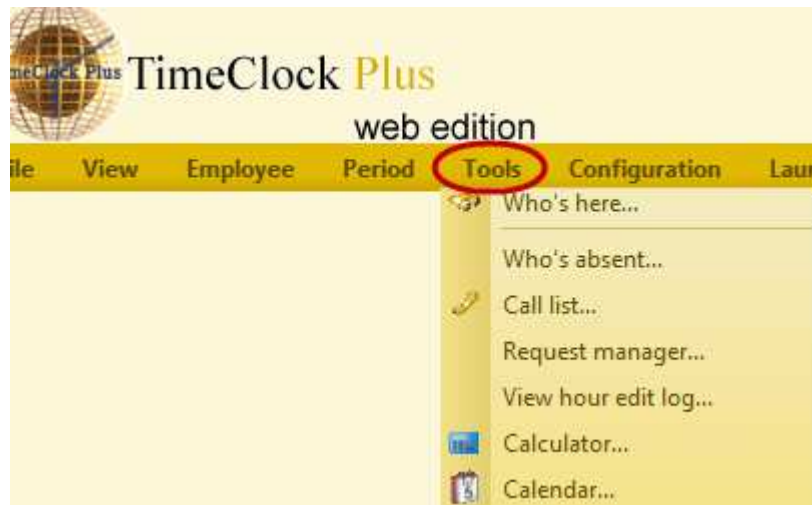 TimeClock Plus
web edition
View Employee Period Tools Configuration
Who's here...
Who's absent...
Call list...
Request manager...
View hour edit log...
Calculator...
Calendar...